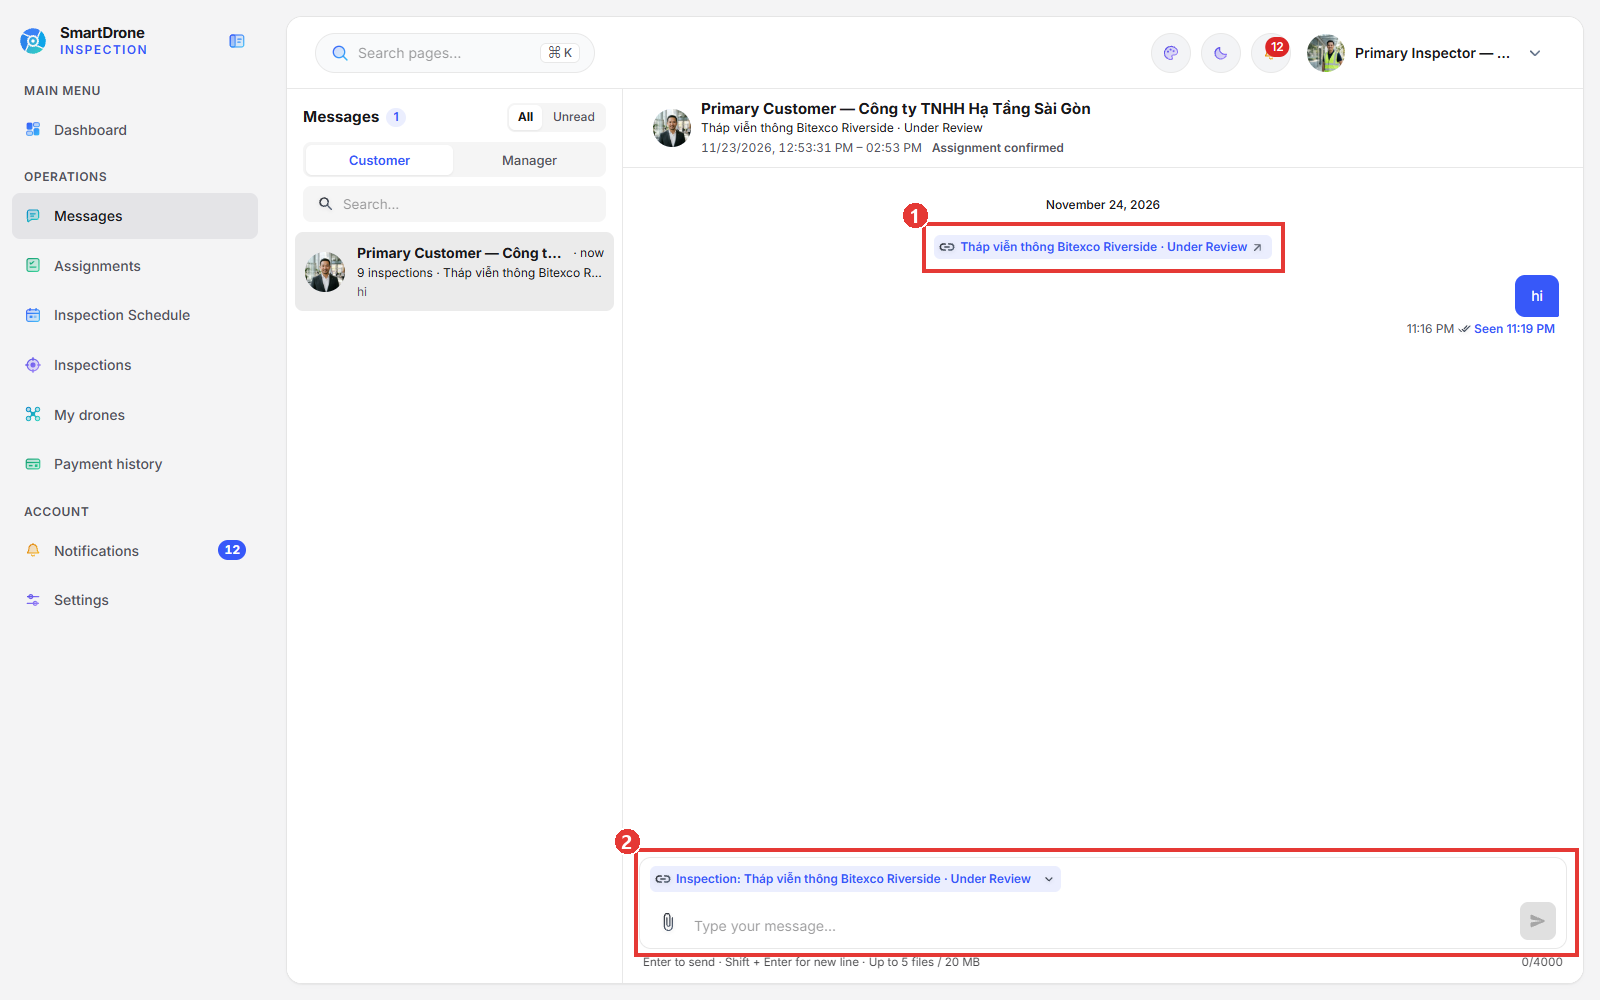 SmartDrone
INSPECTION
MAIN MENU
Dashboard
OPERATIONS
Messages
Assignments
Inspection Schedule
Inspections
My drones
Payment history
ACCOUNT
Notifications 12
Settings
Search pages... ⌘ K
12
Primary Inspector — ...
Messages 1
All Unread
Customer Manager
Search...
Primary Customer — Công t... · now
9 inspections · Tháp viễn thông Bitexco R...
hi
Primary Customer — Công ty TNHH Hạ Tầng Sài Gòn
Tháp viễn thông Bitexco Riverside · Under Review
11/23/2026, 12:53:31 PM – 02:53 PM Assignment confirmed
November 24, 2026
1
Tháp viễn thông Bitexco Riverside · Under Review
hi
11:16 PM Seen 11:19 PM
2
Inspection: Tháp viễn thông Bitexco Riverside · Under Review
Type your message...
Enter to send · Shift + Enter for new line · Up to 5 files / 20 MB
0/4000